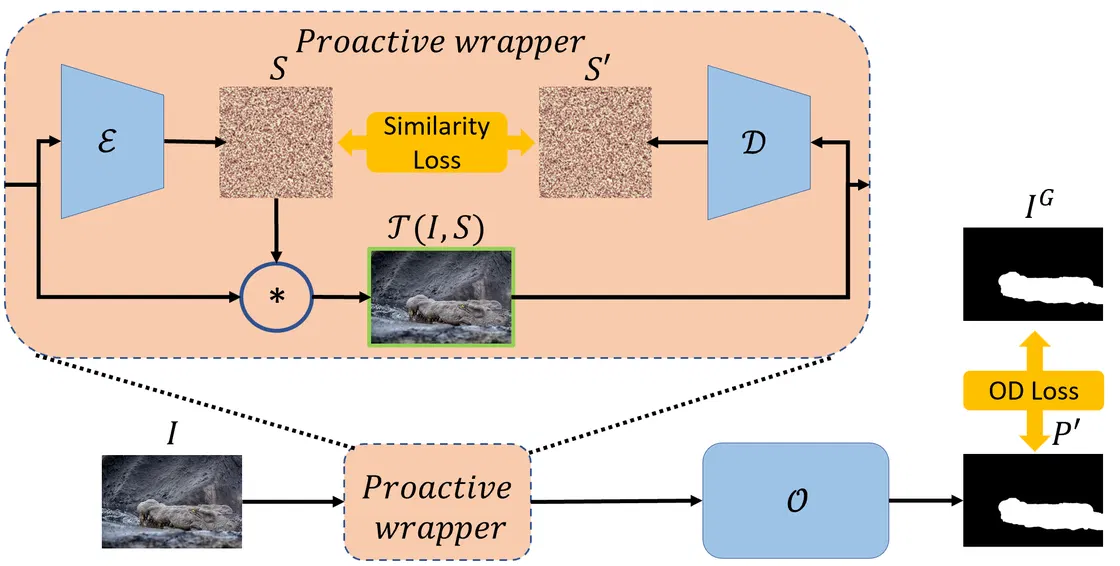 Proactive wrapper
S
S′
ℰ
Similarity
Loss
𝒟
𝒯(I, S)
*
I^G
OD Loss
P′
I
Proactive
wrapper
𝒪